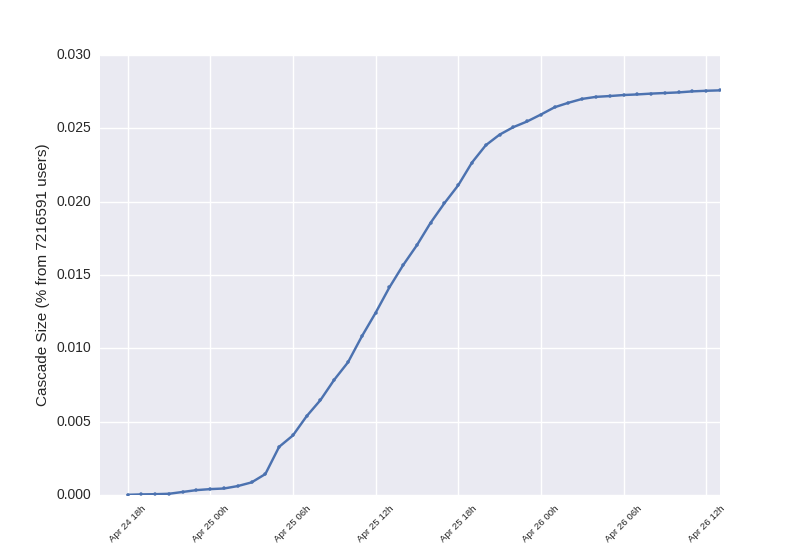 0.030
0.025
0.020
0.015
0.010
0.005
0.000
Cascade Size (% from 7216591 users)
Apr 24 18h
Apr 25 00h
Apr 25 06h
Apr 25 12h
Apr 25 18h
Apr 26 00h
Apr 26 06h
Apr 26 12h